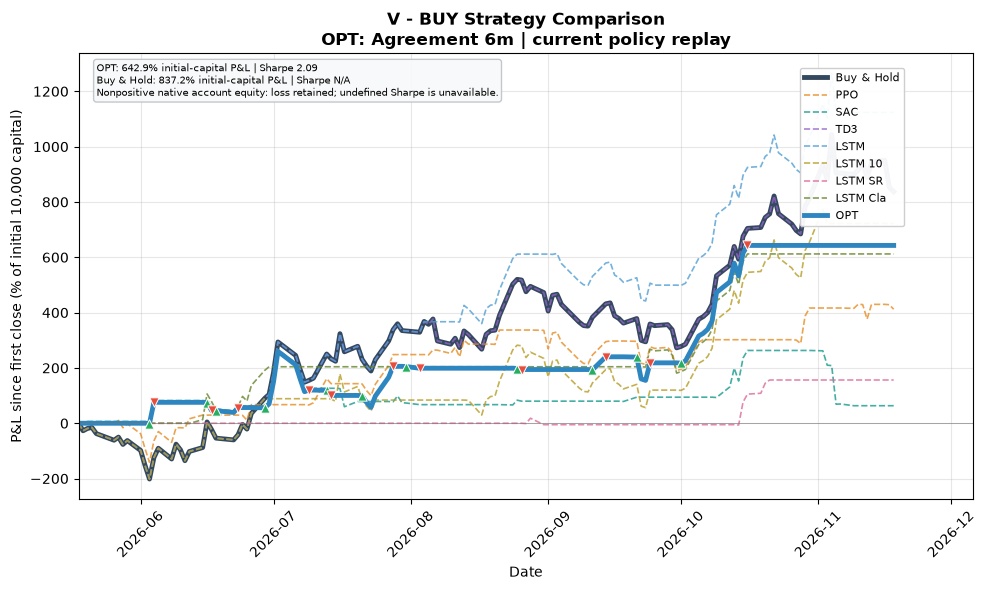 V - BUY Strategy Comparison
OPT: Agreement 6m | current policy replay
OPT: 642.9% initial-capital P&L | Sharpe 2.09
Buy & Hold: 837.2% initial-capital P&L | Sharpe N/A
Nonpositive native account equity: loss retained; undefined Sharpe is unavailable.
Buy & Hold
PPO
SAC
TD3
LSTM
LSTM 10
LSTM SR
LSTM Cla
OPT
P&L since first close (% of initial 10,000 capital)
1200
1000
800
600
400
200
0
−200
2026-06
2026-07
2026-08
2026-09
2026-10
2026-11
2026-12
Date